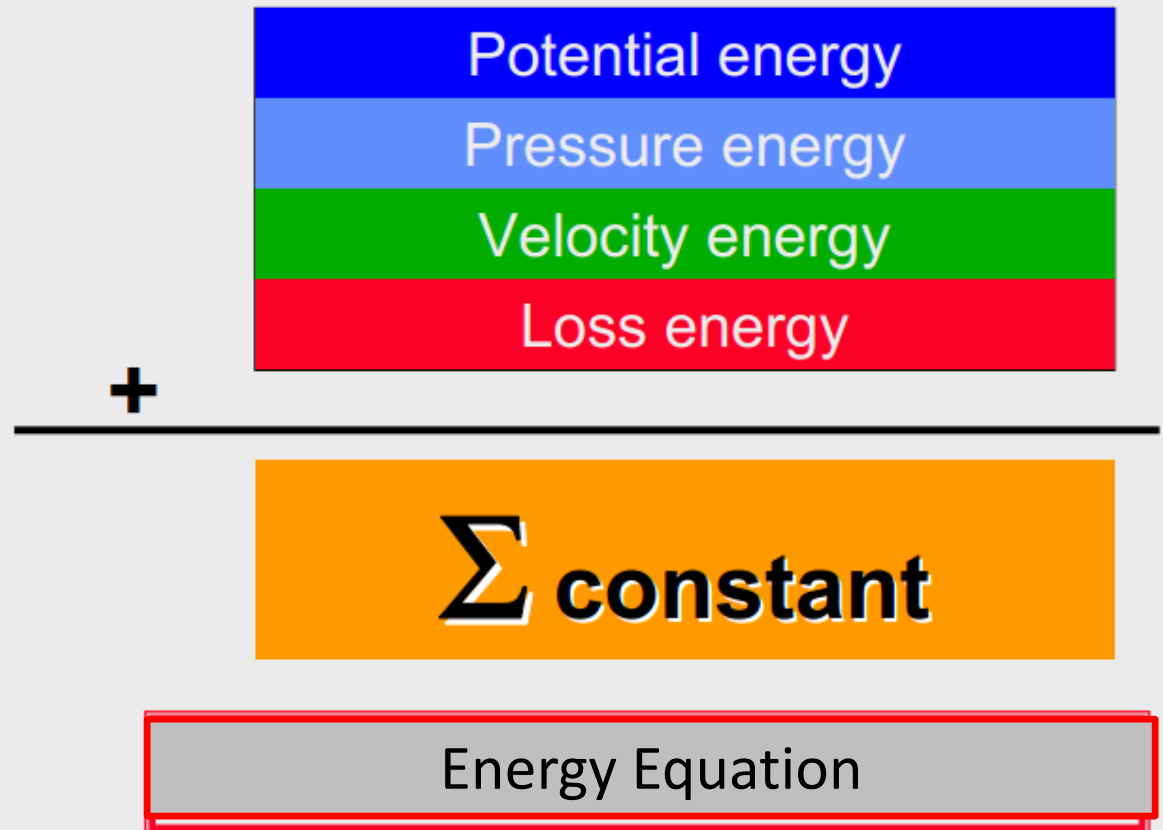 Potential energy
Pressure energy
Velocity energy
Loss energy
+
Σ constant
Energy Equation